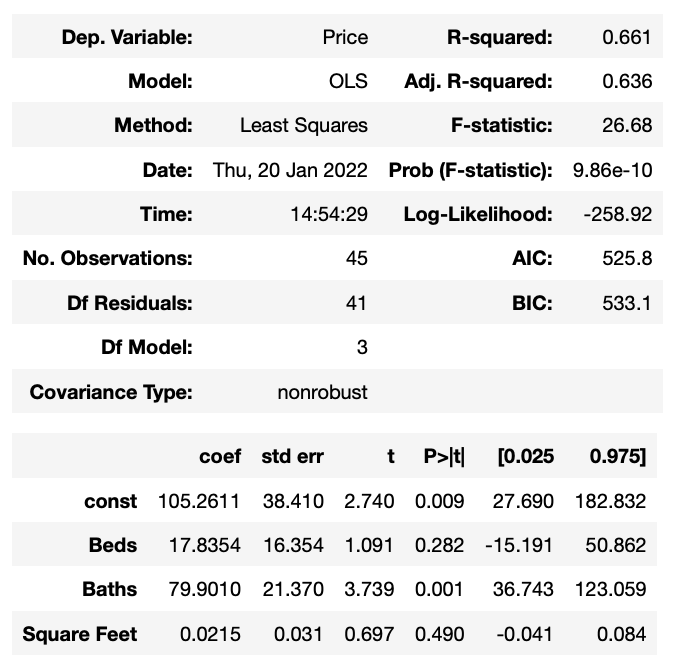 Dep. Variable: Price R-squared: 0.661
Model: OLS Adj. R-squared: 0.636
Method: Least Squares F-statistic: 26.68
Date: Thu, 20 Jan 2022 Prob (F-statistic): 9.86e-10
Time: 14:54:29 Log-Likelihood: -258.92
No. Observations: 45 AIC: 525.8
Df Residuals: 41 BIC: 533.1
Df Model: 3
Covariance Type: nonrobust
coef std err t P>|t| [0.025 0.975]
const 105.2611 38.410 2.740 0.009 27.690 182.832
Beds 17.8354 16.354 1.091 0.282 -15.191 50.862
Baths 79.9010 21.370 3.739 0.001 36.743 123.059
Square Feet 0.0215 0.031 0.697 0.490 -0.041 0.084